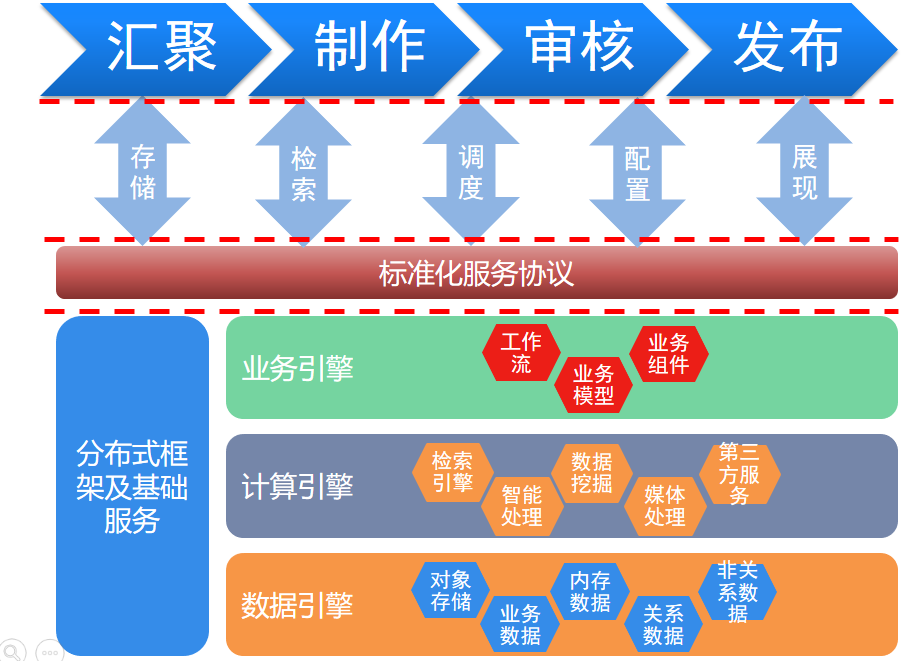 汇聚
制作
审核
发布
存
储
检
索
调
度
配
置
展
现
标准化服务协议
分布式框
架及基础
服务
业务引擎
工作
流
业务
模型
业务
组件
计算引擎
检索
引擎
智能
处理
数据
挖掘
媒体
处理
第三
方服
务
数据引擎
对象
存储
业务
数据
内存
数据
关系
数据
非关
系数
据